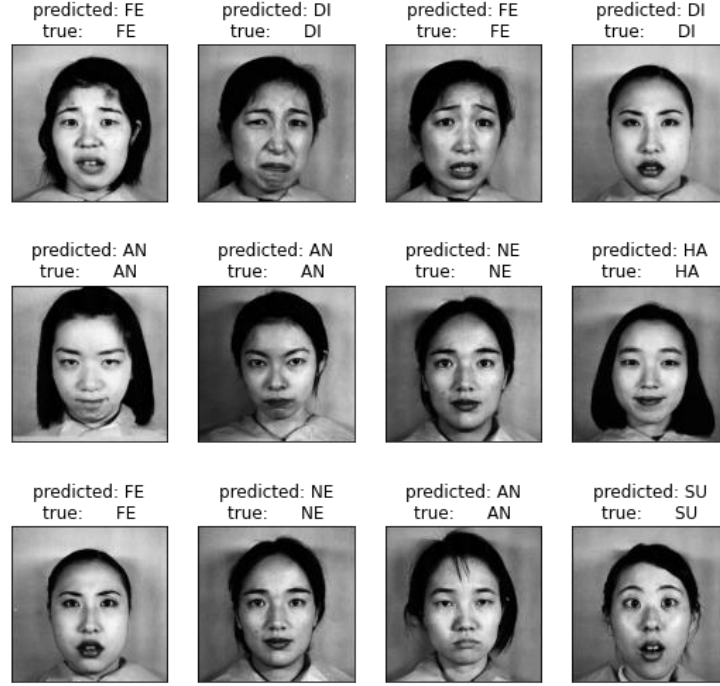 predicted: FE
true: FE
predicted: DI
true: DI
predicted: FE
true: FE
predicted: DI
true: DI
predicted: AN
true: AN
predicted: AN
true: AN
predicted: NE
true: NE
predicted: HA
true: HA
predicted: FE
true: FE
predicted: NE
true: NE
predicted: AN
true: AN
predicted: SU
true: SU